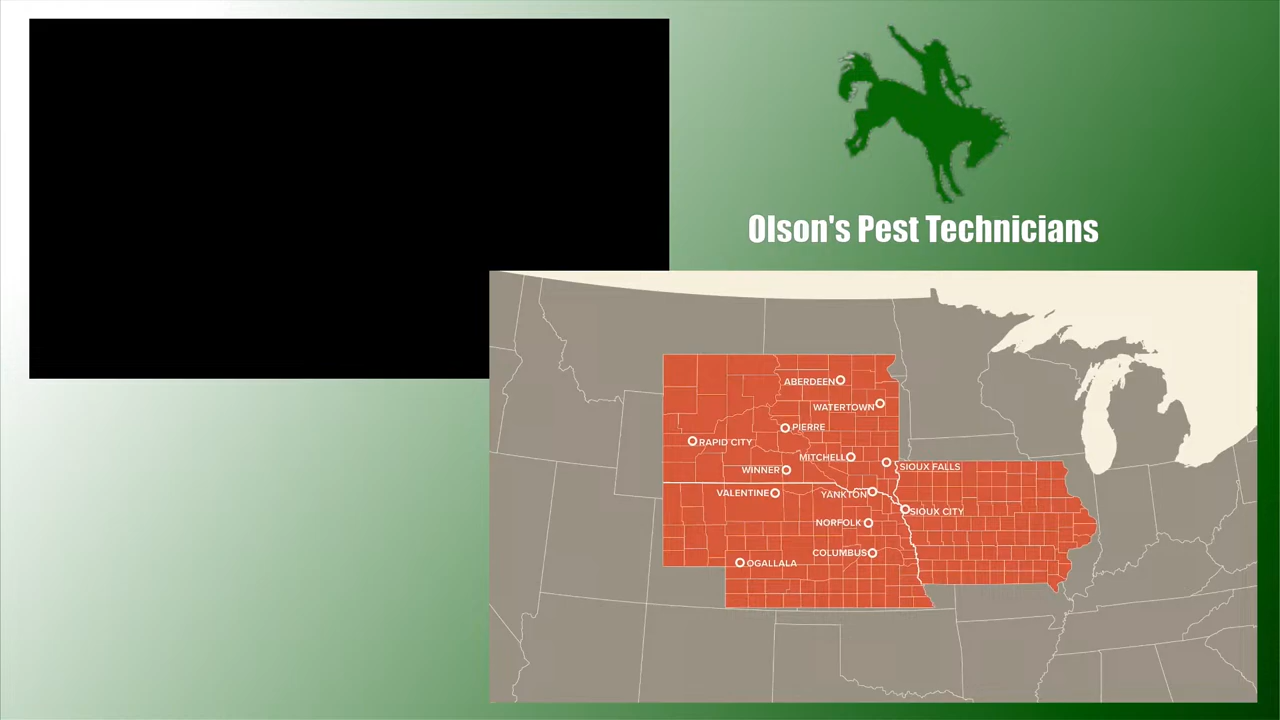 Olson's Pest Technicians
ABERDEEN
WATERTOWN
PIERRE
RAPID CITY
MITCHELL
SIOUX FALLS
WINNER
VALENTINE
YANKTON
SIOUX CITY
NORFOLK
COLUMBUS
OGALLALA